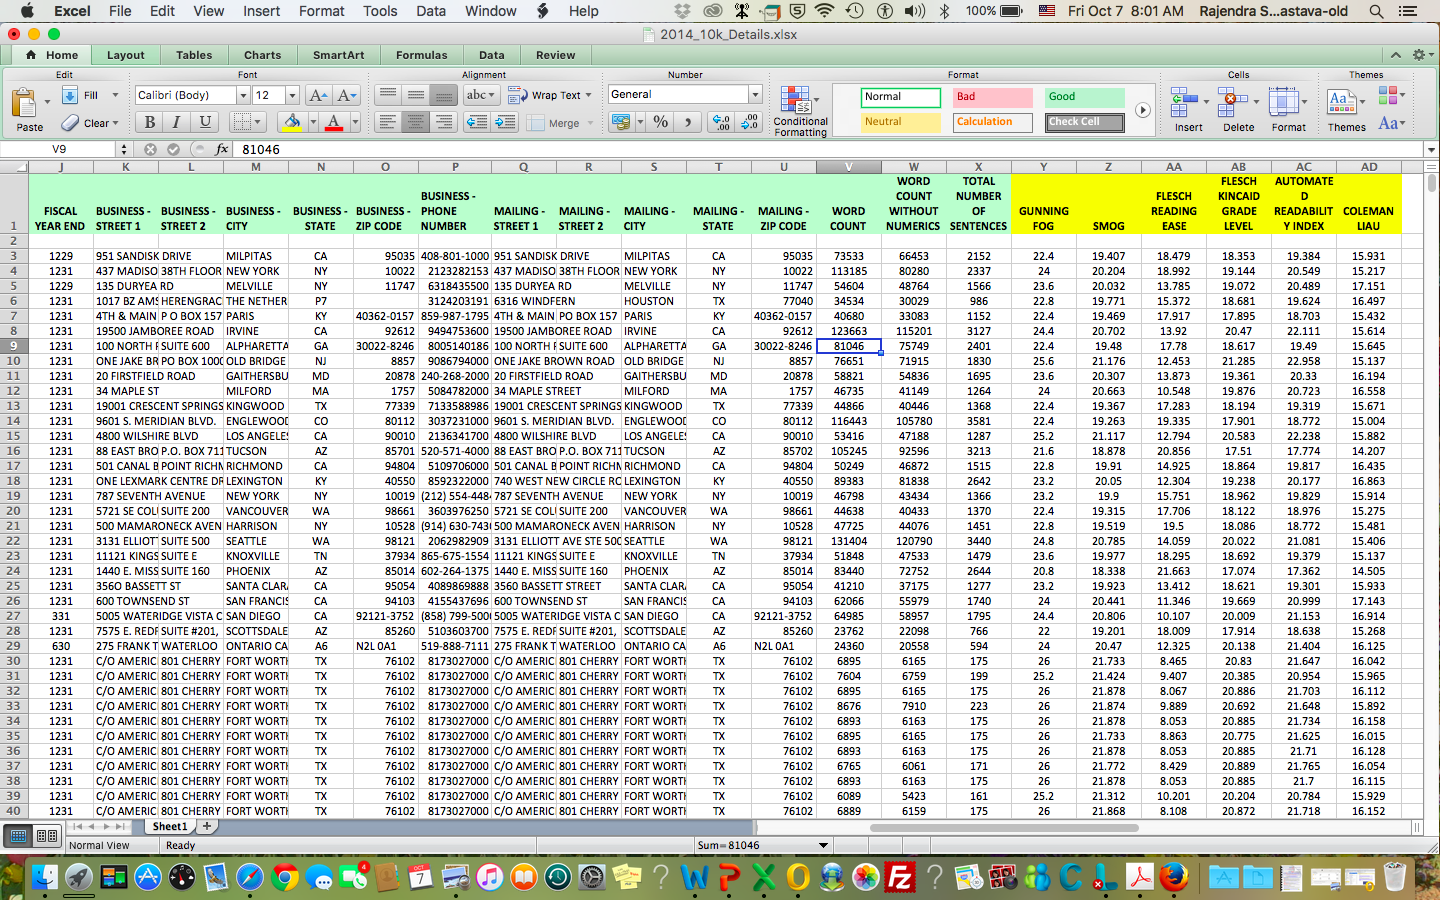 Excel File Edit View Insert Format Tools Data Window Help 100% Fri Oct 7 8:01 AM Rajendra S...astava-old
2014_10k_Details.xlsx
Home Layout Tables Charts SmartArt Formulas Data Review
Edit Font Alignment Number Format Cells Themes
Fill Calibri (Body) 12 abc Wrap Text General Normal Bad Good
Paste Clear B I U Merge % Conditional Formatting Neutral Calculation Check Cell Insert Delete Format Themes Aa
V9 fx 81046
J K L M N O P Q R S T U V W X Y Z AA AB AC AD
1 FISCAL YEAR END BUSINESS - STREET 1 BUSINESS - STREET 2 BUSINESS - CITY BUSINESS - STATE BUSINESS - ZIP CODE BUSINESS - PHONE NUMBER MAILING - STREET 1 MAILING - STREET 2 MAILING - CITY MAILING - STATE MAILING - ZIP CODE WORD COUNT WORD COUNT WITHOUT NUMERICS TOTAL NUMBER OF SENTENCES GUNNING FOG SMOG FLESCH READING EASE FLESCH KINCAID GRADE LEVEL AUTOMATED READABILITY INDEX COLEMAN LIAU
2
3 1229 951 SANDISK DRIVE MILPITAS CA 95035 408-801-1000 951 SANDISK DRIVE MILPITAS CA 95035 73533 66453 2152 22.4 19.407 18.479 18.353 19.384 15.931
4 1231 437 MADISO 38TH FLOOR NEW YORK NY 10022 2123282153 437 MADISO 38TH FLOOR NEW YORK NY 10022 113185 80280 2337 24 20.204 18.992 19.144 20.549 15.217
5 1229 135 DURYEA RD MELVILLE NY 11747 6318435500 135 DURYEA RD MELVILLE NY 11747 54604 48764 1566 23.6 20.032 13.785 19.072 20.489 17.151
6 1231 1017 BZ AMS HERENGRAC THE NETHER P7 3124203191 6316 WINDFERN HOUSTON TX 77040 34534 30029 986 22.8 19.771 15.372 18.681 19.624 16.497
7 1231 4TH & MAIN P O BOX 157 PARIS KY 40362-0157 859-987-1795 4TH & MAIN P O BOX 157 PARIS KY 40362-0157 40680 33083 1152 22.4 19.469 17.917 17.895 18.703 15.432
8 1231 19500 JAMBOREE ROAD IRVINE CA 92612 9494753600 19500 JAMBOREE ROAD IRVINE CA 92612 123663 115201 3127 24.4 20.702 13.92 20.47 22.111 15.614
9 1231 100 NORTH P SUITE 600 ALPHARETTA GA 30022-8246 8005140186 100 NORTH P SUITE 600 ALPHARETTA GA 30022-8246 81046 75749 2401 22.4 19.48 17.78 18.617 19.49 15.645
10 1231 ONE JAKE BR PO BOX 1000 OLD BRIDGE NJ 8857 9086794000 ONE JAKE BROWN ROAD OLD BRIDGE NJ 8857 76651 71915 1830 25.6 21.176 12.453 21.285 22.958 15.137
11 1231 20 FIRSTFIELD ROAD GAITHERSBU MD 20878 240-268-2000 20 FIRSTFIELD ROAD GAITHERSBU MD 20878 58821 54836 1695 23.6 20.307 13.873 19.361 20.33 16.194
12 1231 34 MAPLE ST MILFORD MA 1757 5084782000 34 MAPLE STREET MILFORD MA 1757 46735 41149 1264 24 20.663 10.548 19.876 20.723 16.558
13 1231 19001 CRESCENT SPRINGS KINGWOOD TX 77339 7133588986 19001 CRESCENT SPRINGS KINGWOOD TX 77339 44866 40446 1368 22.4 19.367 17.283 18.194 19.319 15.671
14 1231 9601 S. MERIDIAN BLVD. ENGLEWOOD CO 80112 3037231000 9601 S. MERIDIAN BLVD. ENGLEWOOD CO 80112 116443 105780 3581 22.4 19.263 19.335 17.901 18.772 15.004
15 1231 4800 WILSHIRE BLVD LOS ANGELES CA 90010 2136341700 4800 WILSHIRE BLVD LOS ANGELES CA 90010 53416 47188 1287 25.2 21.117 12.794 20.583 22.238 15.882
16 1231 88 EAST BRO P.O. BOX 711 TUCSON AZ 85701 520-571-4000 88 EAST BRO P.O. BOX 711 TUCSON AZ 85702 105245 92596 3213 21.6 18.878 20.856 17.51 17.774 14.207
17 1231 501 CANAL B POINT RICHM RICHMOND CA 94804 5109706000 501 CANAL B POINT RICHM RICHMOND CA 94804 50249 46872 1515 22.8 19.91 14.925 18.864 19.817 16.435
18 1231 ONE LEXMARK CENTRE DR LEXINGTON KY 40550 8592322000 740 WEST NEW CIRCLE RO LEXINGTON KY 40550 89383 81838 2642 23.2 20.05 12.304 19.238 20.177 16.863
19 1231 787 SEVENTH AVENUE NEW YORK NY 10019 (212) 554-448 787 SEVENTH AVENUE NEW YORK NY 10019 46798 43434 1366 23.2 19.9 15.751 18.962 19.829 15.914
20 1231 5721 SE COLU SUITE 200 VANCOUVER WA 98661 3603976250 5721 SE COLU SUITE 200 VANCOUVER WA 98661 44638 40433 1370 22.4 19.315 17.706 18.122 18.976 15.275
21 1231 500 MAMARONECK AVEN HARRISON NY 10528 (914) 630-743 500 MAMARONECK AVEN HARRISON NY 10528 47725 44076 1451 22.8 19.519 19.5 18.086 18.772 15.481
22 1231 3131 ELLIOTT SUITE 500 SEATTLE WA 98121 2062982909 3131 ELLIOTT AVE STE 500 SEATTLE WA 98121 131404 120790 3440 24.8 20.785 14.059 20.022 21.081 15.406
23 1231 11121 KINGS SUITE E KNOXVILLE TN 37934 865-675-1554 11121 KINGS SUITE E KNOXVILLE TN 37934 51848 47533 1479 23.6 19.977 18.295 18.692 19.379 15.137
24 1231 1440 E. MISS SUITE 160 PHOENIX AZ 85014 602-264-1375 1440 E. MISS SUITE 160 PHOENIX AZ 85014 83440 72752 2644 20.8 18.338 21.663 17.074 17.362 14.505
25 1231 356O BASSETT ST SANTA CLARA CA 95054 4089869888 3560 BASSETT STREET SANTA CLARA CA 95054 41210 37175 1277 23.2 19.923 13.412 18.621 19.301 15.933
26 1231 600 TOWNSEND ST SAN FRANCIS CA 94103 4155437696 600 TOWNSEND ST SAN FRANCIS CA 94103 62066 55979 1740 24 20.441 11.346 19.669 20.999 17.143
27 331 5005 WATERIDGE VISTA C SAN DIEGO CA 92121-3752 (858) 799-500 5005 WATERIDGE VISTA C SAN DIEGO CA 92121-3752 64985 58957 1795 24.4 20.806 10.107 20.009 21.153 16.914
28 1231 7575 E. REDF SUITE #201, SCOTTSDALE AZ 85260 5103603700 7575 E. REDF SUITE #201, SCOTTSDALE AZ 85260 23762 22098 766 22 19.201 18.009 17.914 18.638 15.268
29 630 275 FRANK T WATERLOO ONTARIO CA A6 N2L 0A1 519-888-7111 275 FRANK T WATERLOO ONTARIO CA A6 N2L 0A1 24360 20558 594 24 20.47 12.325 20.138 21.404 16.125
30 1231 C/O AMERIC 801 CHERRY FORT WORTH TX 76102 8173027000 C/O AMERIC 801 CHERRY FORT WORTH TX 76102 6895 6165 175 26 21.733 8.465 20.83 21.647 16.042
31 1231 C/O AMERIC 801 CHERRY FORT WORTH TX 76102 8173027000 C/O AMERIC 801 CHERRY FORT WORTH TX 76102 7604 6759 199 25.2 21.424 9.407 20.385 20.954 15.965
32 1231 C/O AMERIC 801 CHERRY FORT WORTH TX 76102 8173027000 C/O AMERIC 801 CHERRY FORT WORTH TX 76102 6895 6165 175 26 21.878 8.067 20.886 21.703 16.112
33 1231 C/O AMERIC 801 CHERRY FORT WORTH TX 76102 8173027000 C/O AMERIC 801 CHERRY FORT WORTH TX 76102 8676 7910 223 26 21.874 9.889 20.692 21.648 15.892
34 1231 C/O AMERIC 801 CHERRY FORT WORTH TX 76102 8173027000 C/O AMERIC 801 CHERRY FORT WORTH TX 76102 6893 6163 175 26 21.878 8.053 20.885 21.734 16.158
35 1231 C/O AMERIC 801 CHERRY FORT WORTH TX 76102 8173027000 C/O AMERIC 801 CHERRY FORT WORTH TX 76102 6895 6165 175 26 21.733 8.863 20.775 21.625 16.015
36 1231 C/O AMERIC 801 CHERRY FORT WORTH TX 76102 8173027000 C/O AMERIC 801 CHERRY FORT WORTH TX 76102 6893 6163 175 26 21.878 8.053 20.885 21.71 16.128
37 1231 C/O AMERIC 801 CHERRY FORT WORTH TX 76102 8173027000 C/O AMERIC 801 CHERRY FORT WORTH TX 76102 6765 6061 171 26 21.772 8.429 20.889 21.765 16.054
38 1231 C/O AMERIC 801 CHERRY FORT WORTH TX 76102 8173027000 C/O AMERIC 801 CHERRY FORT WORTH TX 76102 6893 6163 175 26 21.878 8.053 20.885 21.7 16.115
39 1231 C/O AMERIC 801 CHERRY FORT WORTH TX 76102 8173027000 C/O AMERIC 801 CHERRY FORT WORTH TX 76102 6089 5423 161 25.2 21.312 10.201 20.204 20.784 15.929
40 1231 C/O AMERIC 801 CHERRY FORT WORTH TX 76102 8173027000 C/O AMERIC 801 CHERRY FORT WORTH TX 76102 6889 6159 175 26 21.868 8.108 20.872 21.718 16.152
Sheet1
Normal View Ready Sum=81046